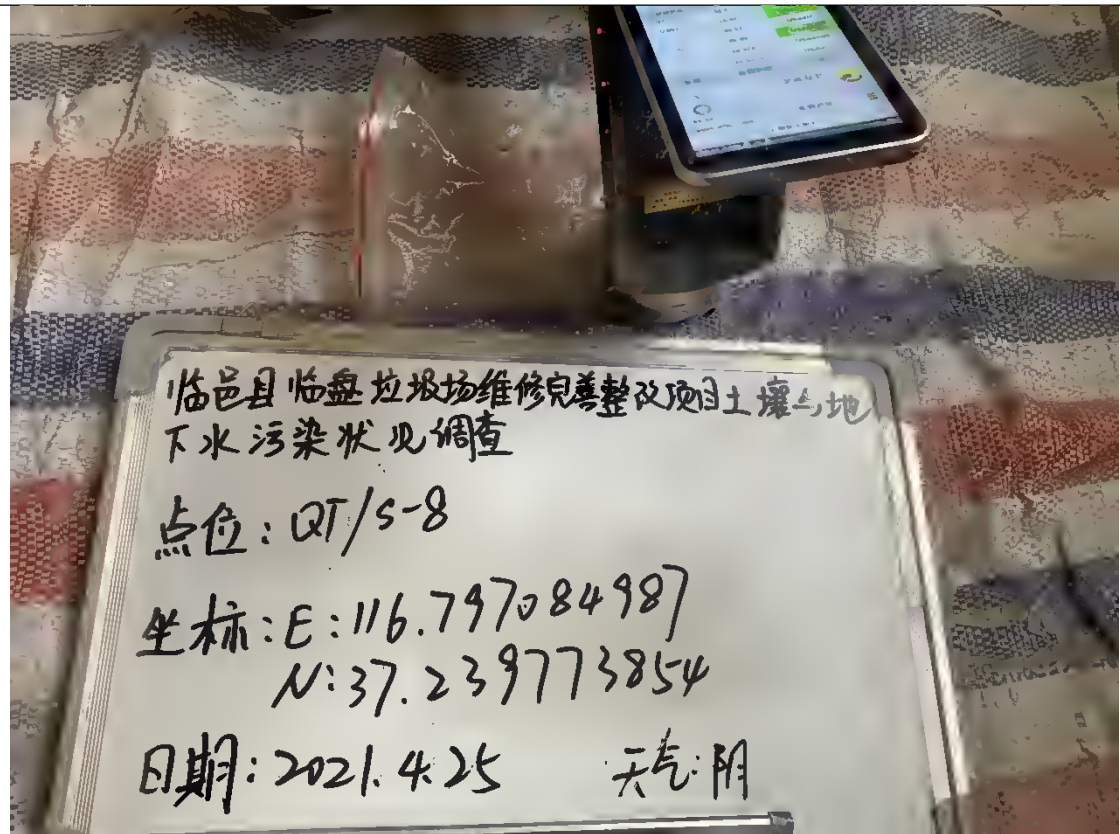 临邑县临盘垃圾场维修完善整改项目土壤与地
下水污染状况调查
点位：QT/S-8
坐标：E：116.797084987
N：37.239773854
日期：2021.4.25 天气：阴